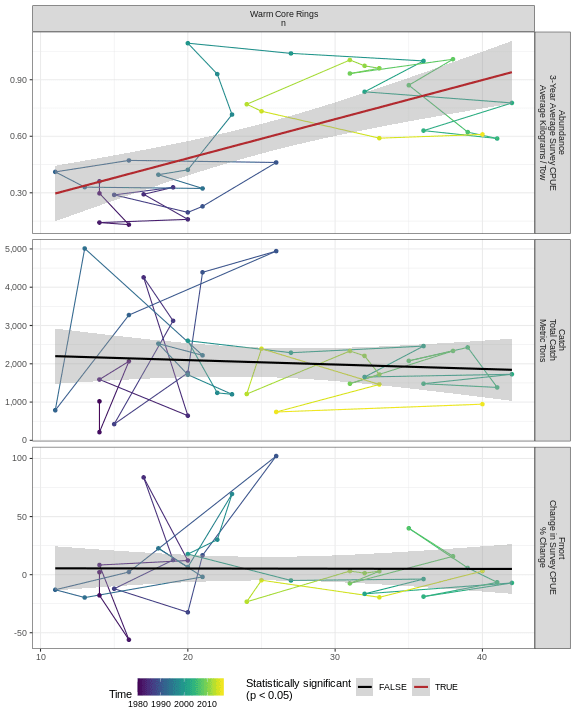 Warm Core Rings
n
0.90
0.60
0.30
Abundance
3-Year Average Survey CPUE
Average Kilograms / Tow
5,000
4,000
3,000
2,000
1,000
0
Catch
Total Catch
Metric Tons
100
50
0
-50
Fmort
Change in Survey CPUE
% Change
10
20
30
40
Time
1980 1990 2000 2010
Statistically significant
(p < 0.05)
FALSE
TRUE